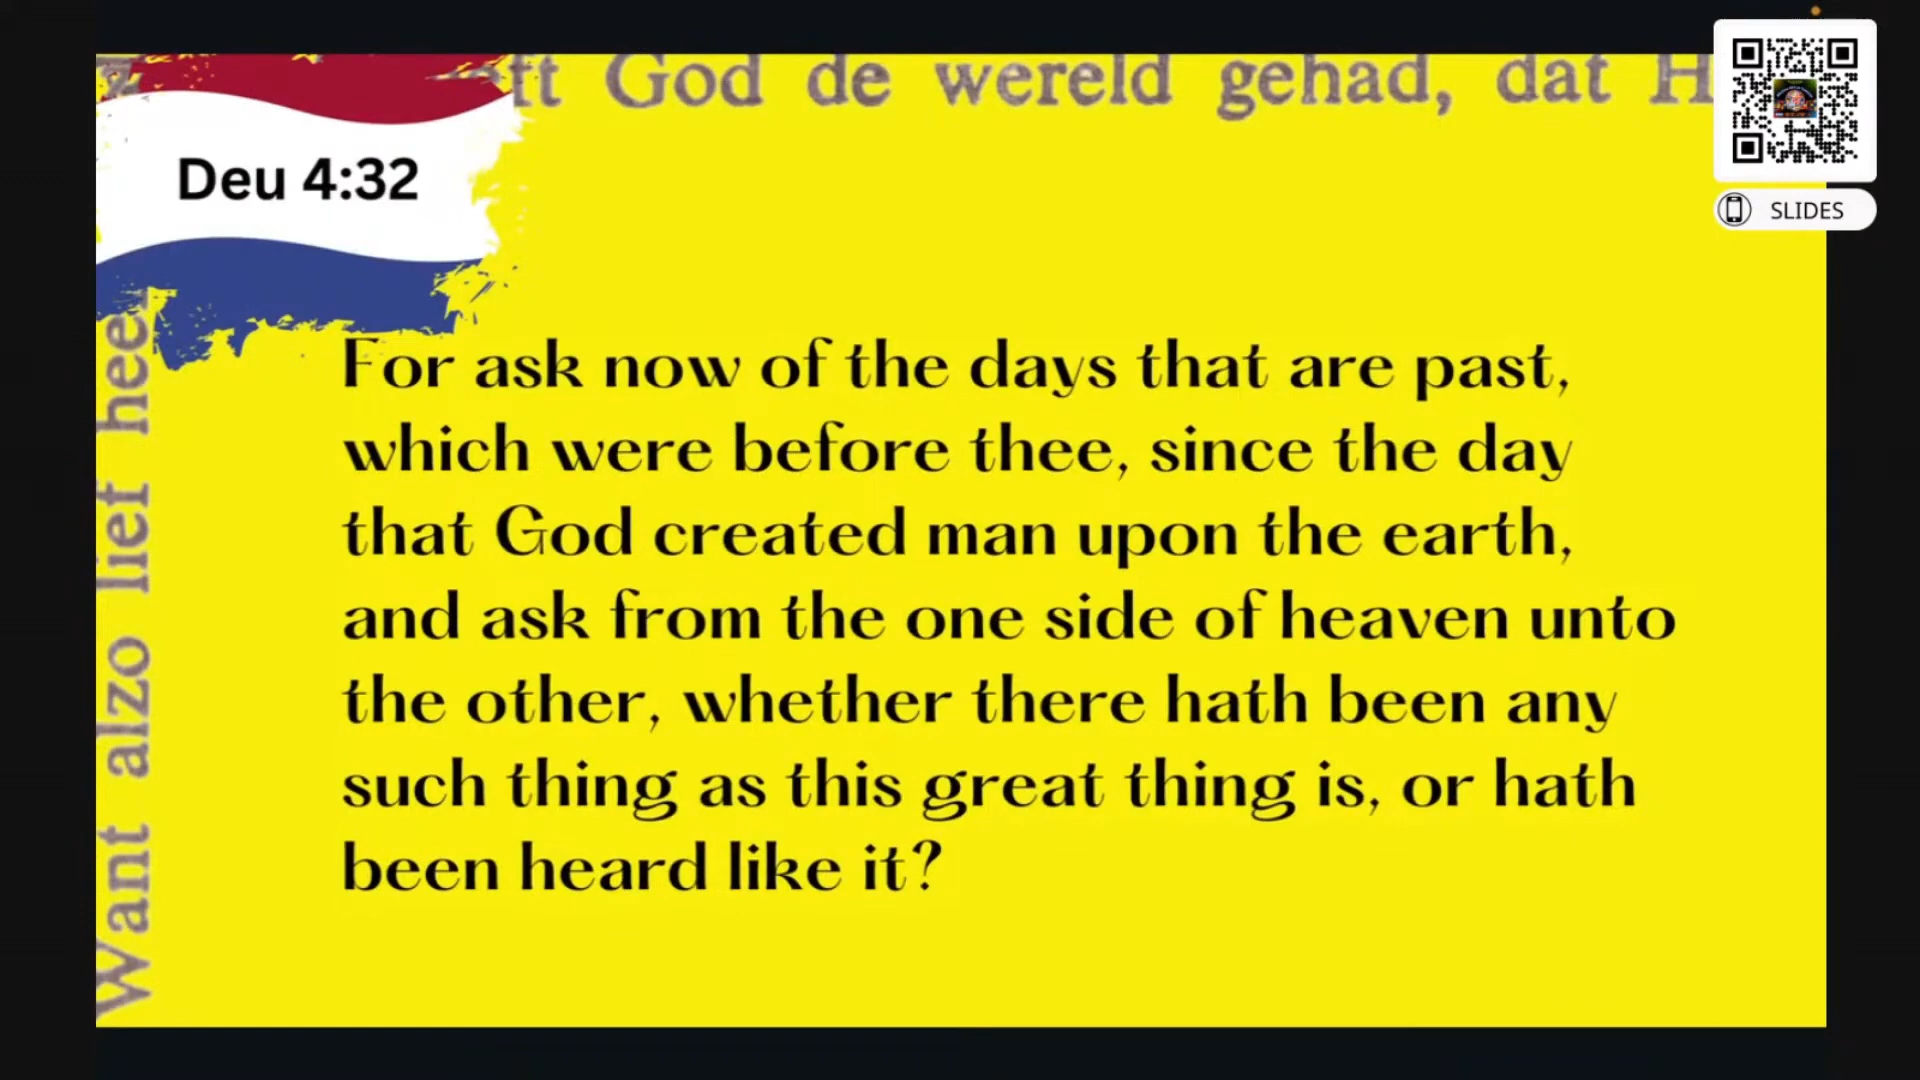 God de wereld gehad, dat H
Deu 4:32
SLIDES
For ask now of the days that are past,
which were before thee, since the day
that God created man upon the earth,
and ask from the one side of heaven unto
the other, whether there hath been any
such thing as this great thing is, or hath
been heard like it?
Want alzo lief hee